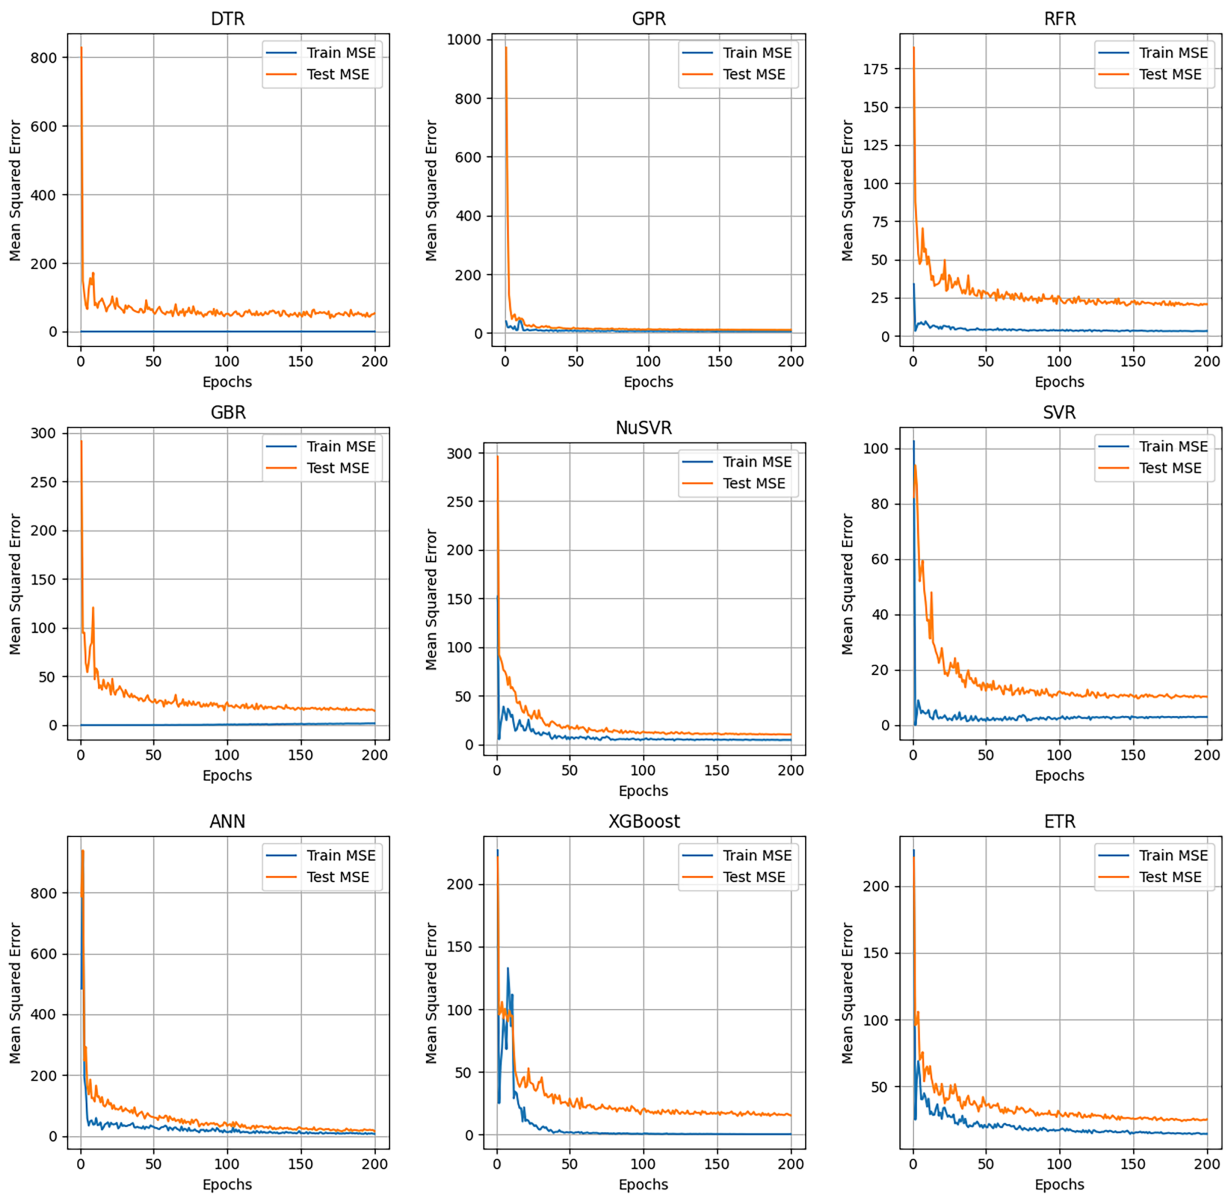 DTR
Mean Squared Error
800
600
400
200
0
Train MSE
Test MSE
0 50 100 150 200
Epochs
GPR
Mean Squared Error
1000
800
600
400
200
0
Train MSE
Test MSE
0 50 100 150 200
Epochs
RFR
Mean Squared Error
175
150
125
100
75
50
25
0
Train MSE
Test MSE
0 50 100 150 200
Epochs
GBR
Mean Squared Error
300
250
200
150
100
50
0
Train MSE
Test MSE
0 50 100 150 200
Epochs
NuSVR
Mean Squared Error
300
250
200
150
100
50
0
Train MSE
Test MSE
0 50 100 150 200
Epochs
SVR
Mean Squared Error
100
80
60
40
20
0
Train MSE
Test MSE
0 50 100 150 200
Epochs
ANN
Mean Squared Error
800
600
400
200
0
Train MSE
Test MSE
0 50 100 150 200
Epochs
XGBoost
Mean Squared Error
200
150
100
50
0
Train MSE
Test MSE
0 50 100 150 200
Epochs
ETR
Mean Squared Error
200
150
100
50
Train MSE
Test MSE
0 50 100 150 200
Epochs